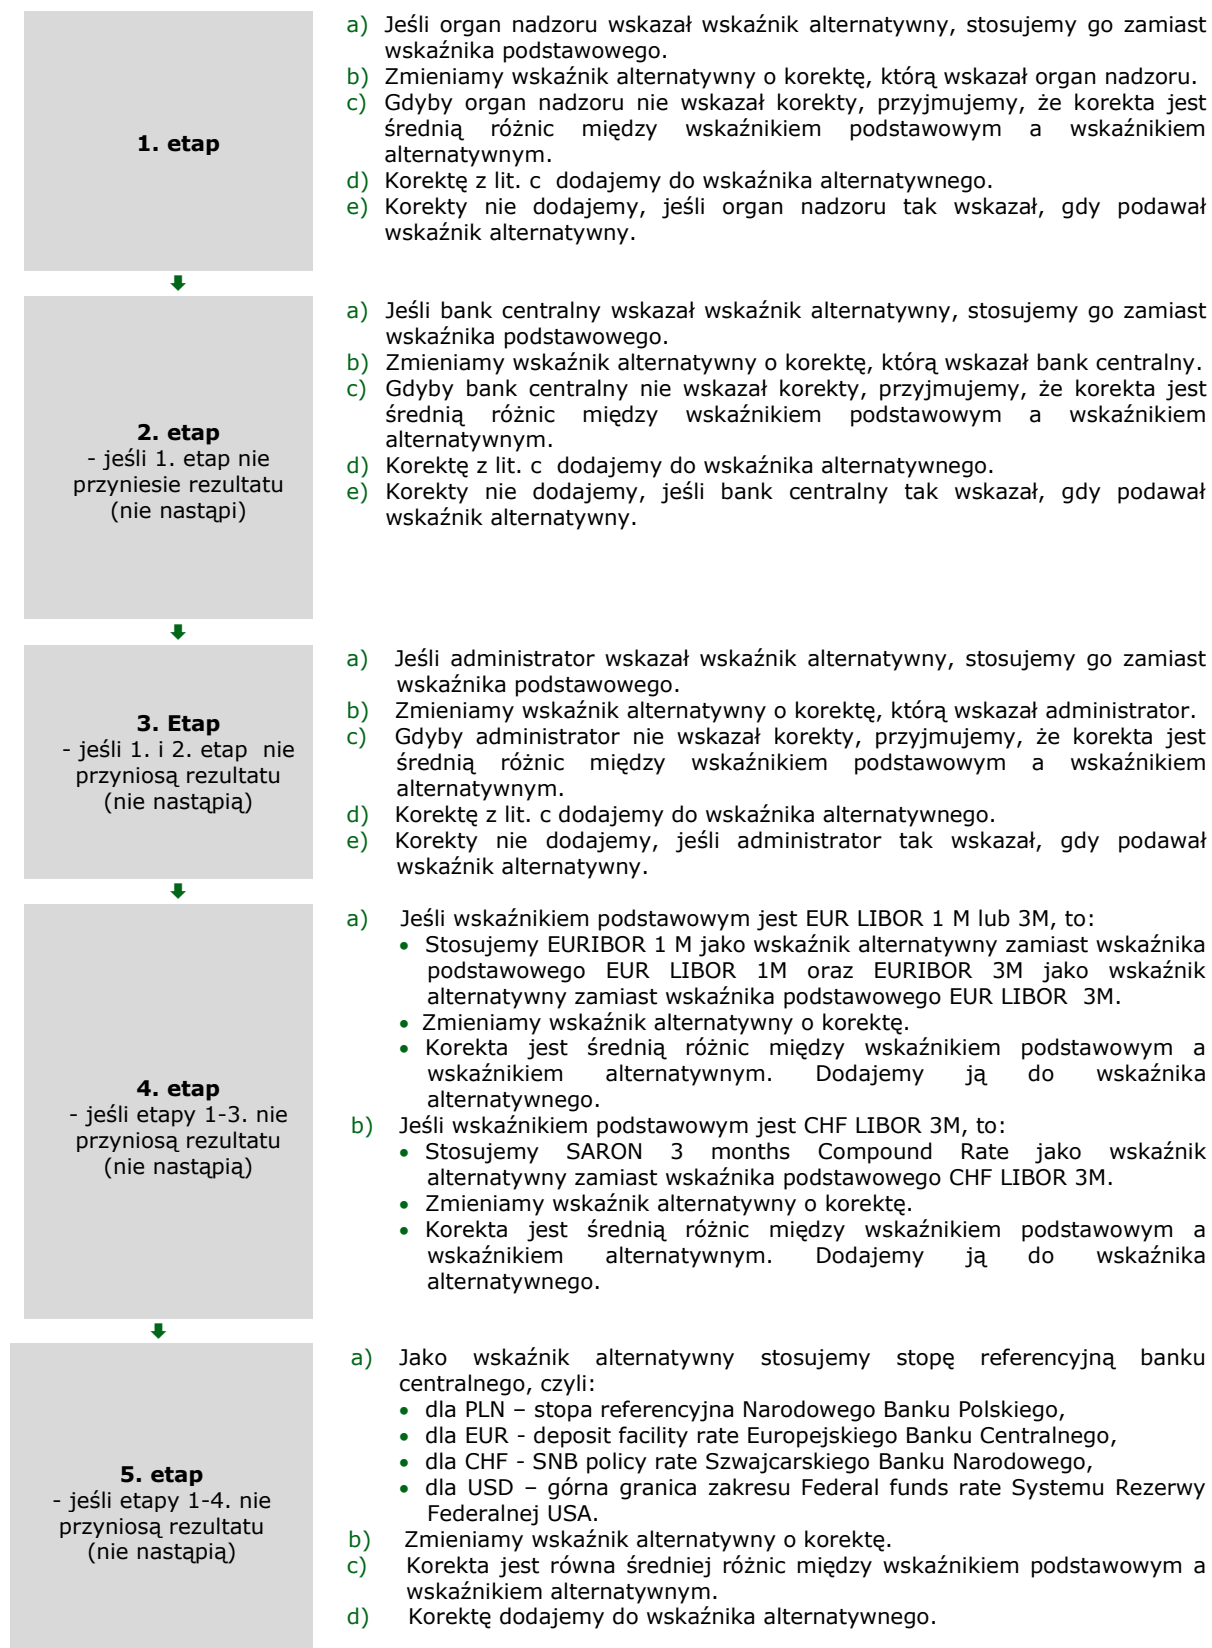 1. etap
a) Jeśli organ nadzoru wskazał wskaźnik alternatywny, stosujemy go zamiast
wskaźnika podstawowego.
b) Zmieniamy wskaźnik alternatywny o korektę, którą wskazał organ nadzoru.
c) Gdyby organ nadzoru nie wskazał korekty, przyjmujemy, że korekta jest
średnią różnic między wskaźnikiem podstawowym a wskaźnikiem
alternatywnym.
d) Korektę z lit. c dodajemy do wskaźnika alternatywnego.
e) Korekty nie dodajemy, jeśli organ nadzoru tak wskazał, gdy podawał
wskaźnik alternatywny.
2. etap
- jeśli 1. etap nie
przyniesie rezultatu
(nie nastąpi)
a) Jeśli bank centralny wskazał wskaźnik alternatywny, stosujemy go zamiast
wskaźnika podstawowego.
b) Zmieniamy wskaźnik alternatywny o korektę, którą wskazał bank centralny.
c) Gdyby bank centralny nie wskazał korekty, przyjmujemy, że korekta jest
średnią różnic między wskaźnikiem podstawowym a wskaźnikiem
alternatywnym.
d) Korektę z lit. c dodajemy do wskaźnika alternatywnego.
e) Korekty nie dodajemy, jeśli bank centralny tak wskazał, gdy podawał
wskaźnik alternatywny.
3. Etap
- jeśli 1. i 2. etap nie
przyniosą rezultatu
(nie nastąpią)
a) Jeśli administrator wskazał wskaźnik alternatywny, stosujemy go zamiast
wskaźnika podstawowego.
b) Zmieniamy wskaźnik alternatywny o korektę, którą wskazał administrator.
c) Gdyby administrator nie wskazał korekty, przyjmujemy, że korekta jest
średnią różnic między wskaźnikiem podstawowym a wskaźnikiem
alternatywnym.
d) Korektę z lit. c dodajemy do wskaźnika alternatywnego.
e) Korekty nie dodajemy, jeśli administrator tak wskazał, gdy podawał
wskaźnik alternatywny.
4. etap
- jeśli etapy 1-3. nie
przyniosą rezultatu
(nie nastąpią)
a) Jeśli wskaźnikiem podstawowym jest EUR LIBOR 1 M lub 3M, to:
• Stosujemy EURIBOR 1 M jako wskaźnik alternatywny zamiast wskaźnika
podstawowego EUR LIBOR 1M oraz EURIBOR 3M jako wskaźnik
alternatywny zamiast wskaźnika podstawowego EUR LIBOR 3M.
• Zmieniamy wskaźnik alternatywny o korektę.
• Korekta jest średnią różnic między wskaźnikiem podstawowym a
wskaźnikiem alternatywnym. Dodajemy ją do wskaźnika
alternatywnego.
b) Jeśli wskaźnikiem podstawowym jest CHF LIBOR 3M, to:
• Stosujemy SARON 3 months Compound Rate jako wskaźnik
alternatywny zamiast wskaźnika podstawowego CHF LIBOR 3M.
• Zmieniamy wskaźnik alternatywny o korektę.
• Korekta jest średnią różnic między wskaźnikiem podstawowym a
wskaźnikiem alternatywnym. Dodajemy ją do wskaźnika
alternatywnego.
5. etap
- jeśli etapy 1-4. nie
przyniosą rezultatu
(nie nastąpią)
a) Jako wskaźnik alternatywny stosujemy stopę referencyjną banku
centralnego, czyli:
• dla PLN – stopa referencyjna Narodowego Banku Polskiego,
• dla EUR - deposit facility rate Europejskiego Banku Centralnego,
• dla CHF - SNB policy rate Szwajcarskiego Banku Narodowego,
• dla USD – górna granica zakresu Federal funds rate Systemu Rezerwy
Federalnej USA.
b) Zmieniamy wskaźnik alternatywny o korektę.
c) Korekta jest równa średniej różnic między wskaźnikiem podstawowym a
wskaźnikiem alternatywnym.
d) Korektę dodajemy do wskaźnika alternatywnego.